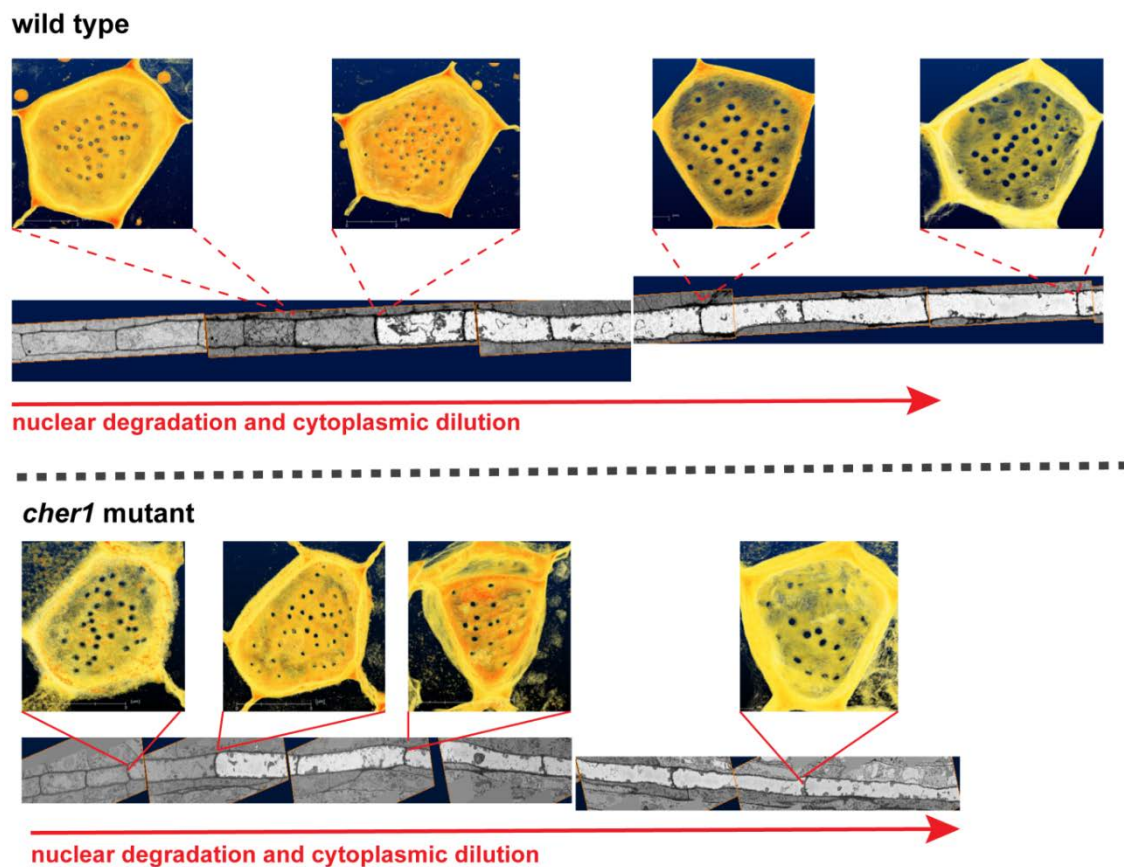 wild type
nuclear degradation and cytoplasmic dilution
cher1 mutant
nuclear degradation and cytoplasmic dilution